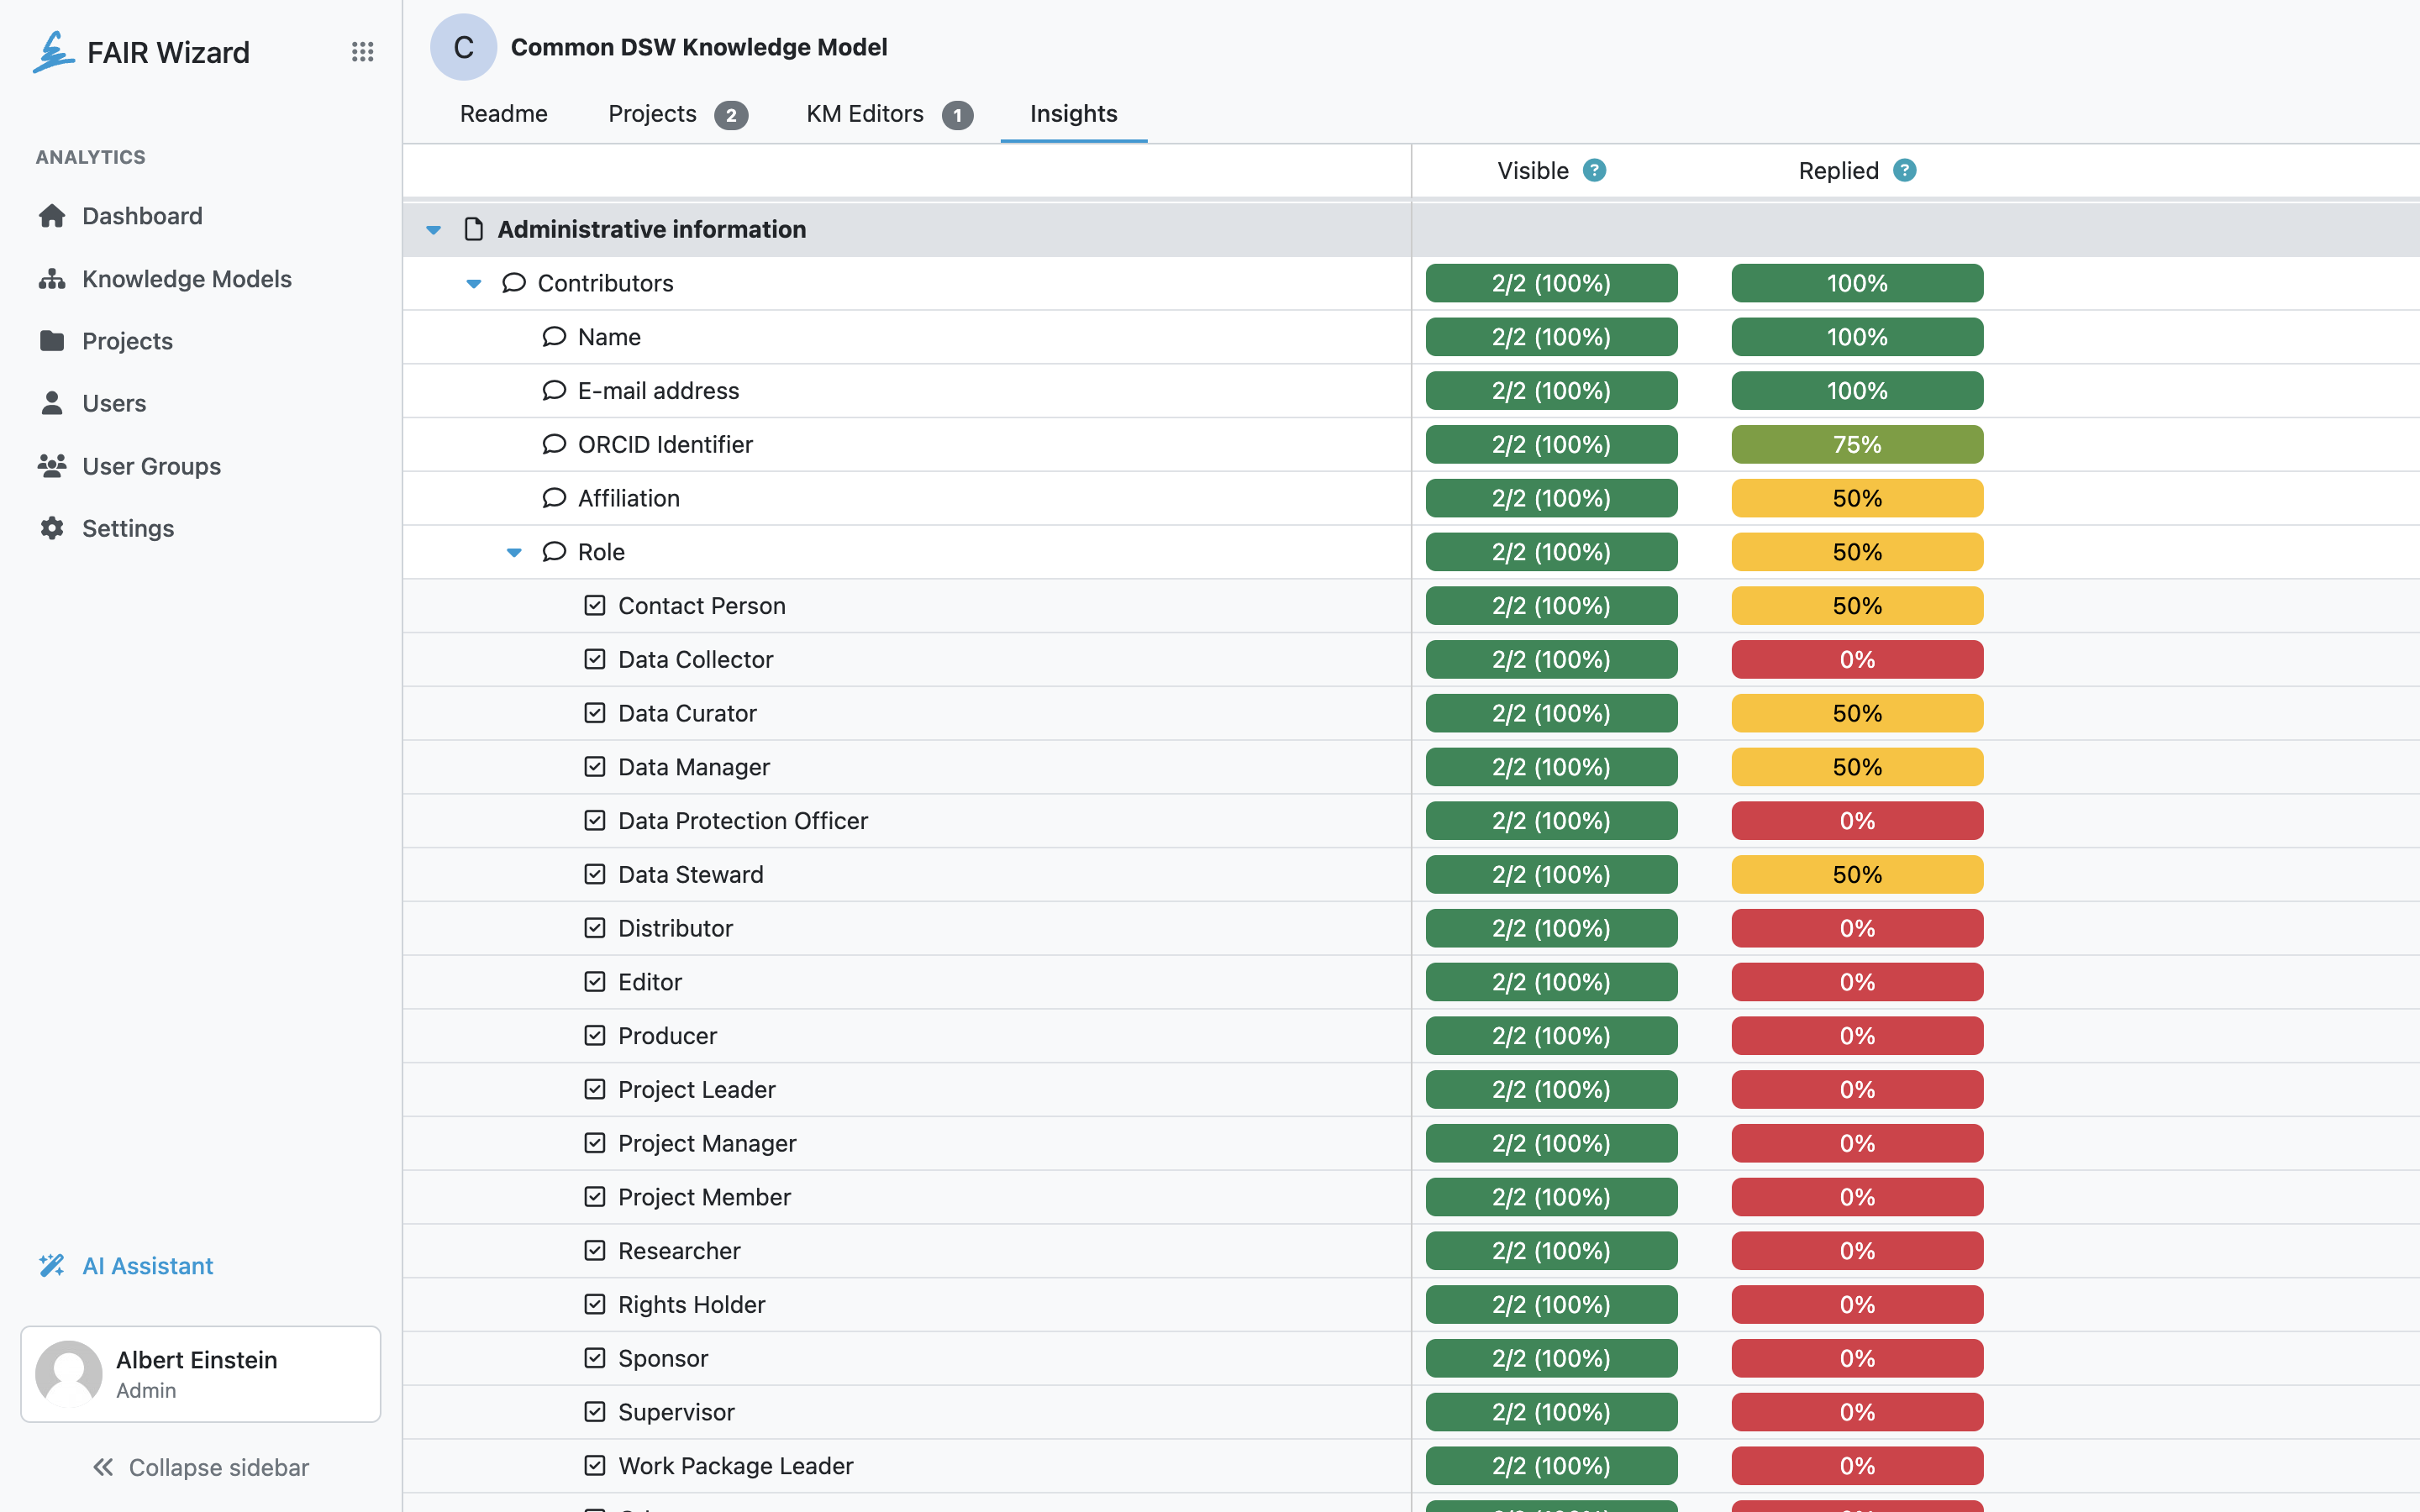 FAIR Wizard
ANALYTICS
Dashboard
Knowledge Models
Projects
Users
User Groups
Settings
AI Assistant
Albert Einstein
Admin
Collapse sidebar
C Common DSW Knowledge Model
Readme Projects 2 KM Editors 1 Insights
Visible ? Replied ?
Administrative information
Contributors 2/2 (100%) 100%
Name 2/2 (100%) 100%
E-mail address 2/2 (100%) 100%
ORCID Identifier 2/2 (100%) 75%
Affiliation 2/2 (100%) 50%
Role 2/2 (100%) 50%
Contact Person 2/2 (100%) 50%
Data Collector 2/2 (100%) 0%
Data Curator 2/2 (100%) 50%
Data Manager 2/2 (100%) 50%
Data Protection Officer 2/2 (100%) 0%
Data Steward 2/2 (100%) 50%
Distributor 2/2 (100%) 0%
Editor 2/2 (100%) 0%
Producer 2/2 (100%) 0%
Project Leader 2/2 (100%) 0%
Project Manager 2/2 (100%) 0%
Project Member 2/2 (100%) 0%
Researcher 2/2 (100%) 0%
Rights Holder 2/2 (100%) 0%
Sponsor 2/2 (100%) 0%
Supervisor 2/2 (100%) 0%
Work Package Leader 2/2 (100%) 0%